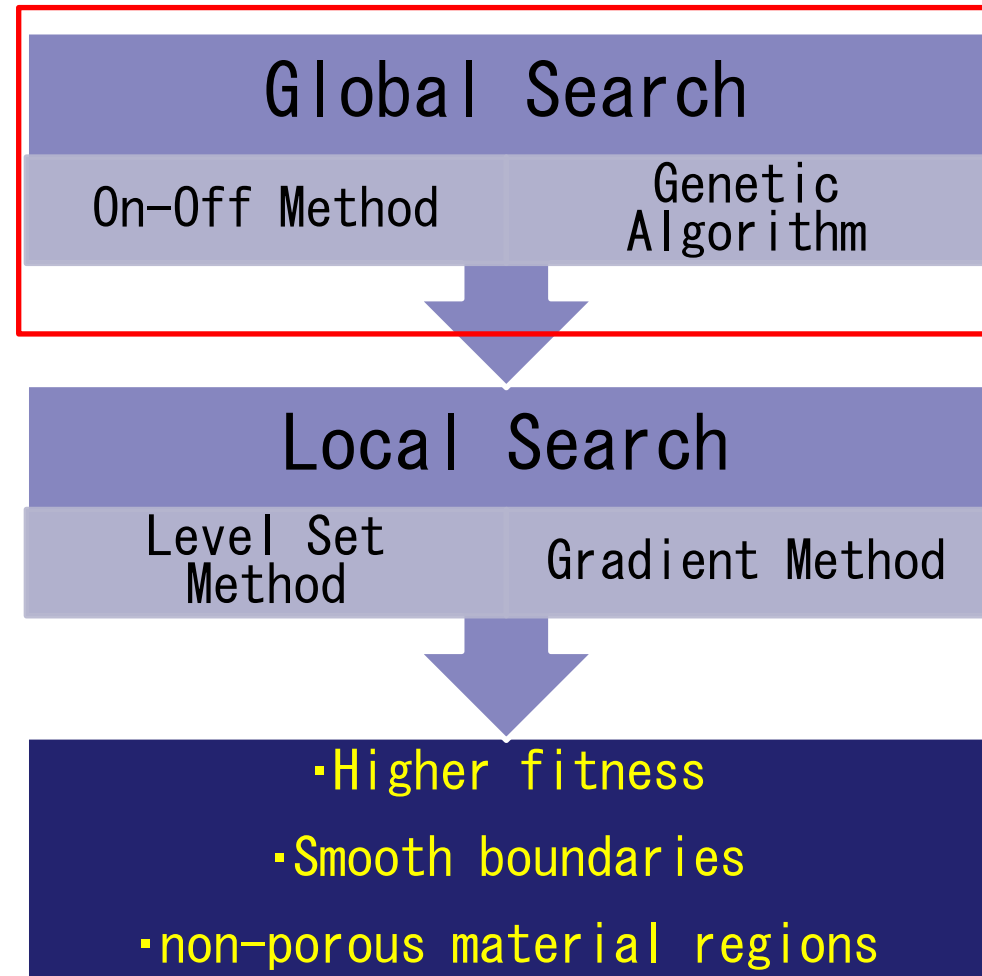 Global Search
On-Off Method
Genetic
Algorithm
Local Search
Level Set
Method
Gradient Method
・Higher fitness
・Smooth boundaries
・non-porous material regions